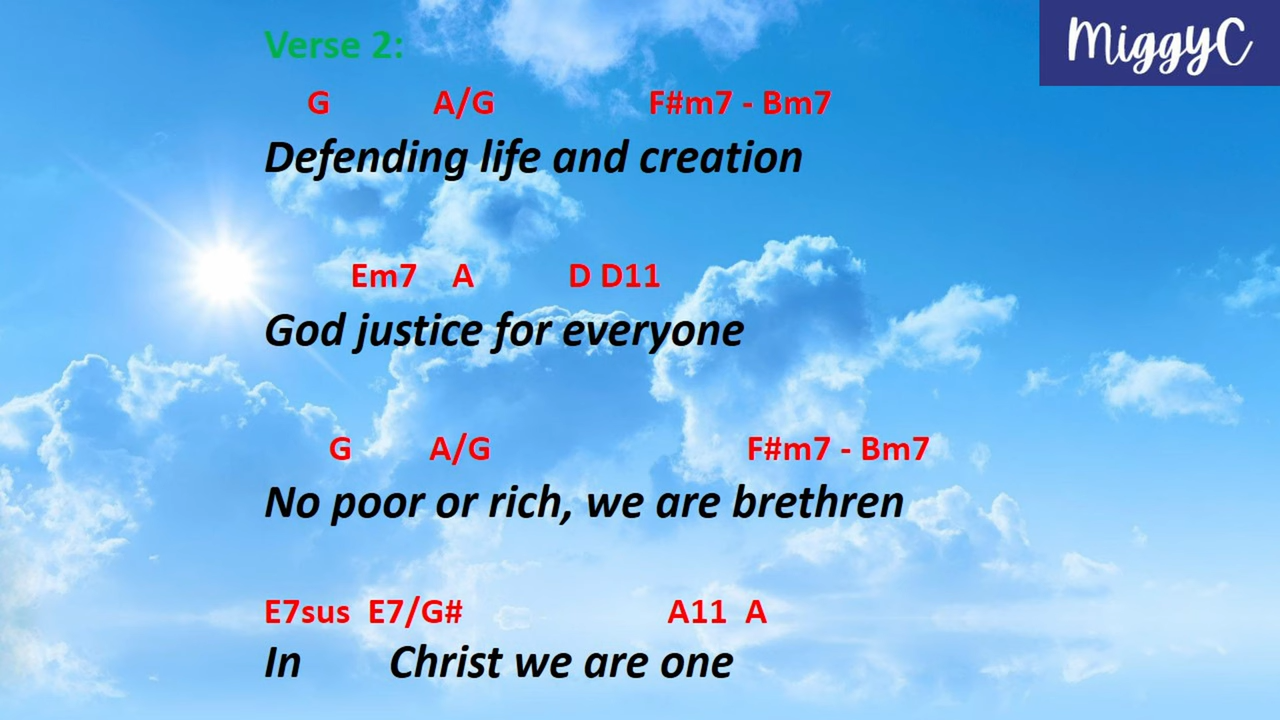 MiggyC
Verse 2:
G A/G F#m7 - Bm7
Defending life and creation
Em7 A D D11
God justice for everyone
G A/G F#m7 - Bm7
No poor or rich, we are brethren
E7sus E7/G# A11 A
In Christ we are one